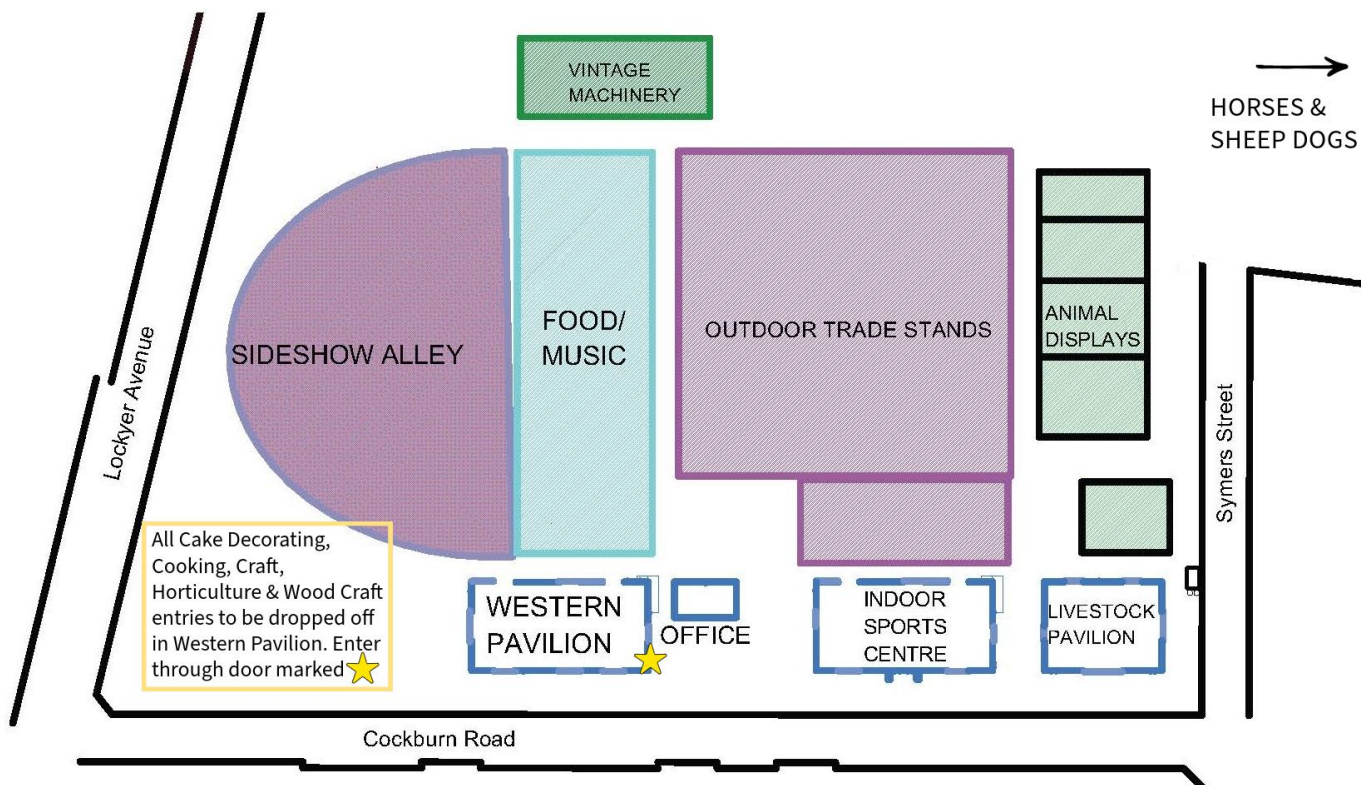 VINTAGE
MACHINERY
HORSES &
SHEEP DOGS
SIDESHOW ALLEY
FOOD/
MUSIC
OUTDOOR TRADE STANDS
ANIMAL
DISPLAYS
Lockyer Avenue
Symers Street
All Cake Decorating,
Cooking, Craft,
Horticulture & Wood Craft
entries to be dropped off
in Western Pavilion. Enter
through door marked
WESTERN
PAVILION
OFFICE
INDOOR
SPORTS
CENTRE
LIVESTOCK
PAVILION
Cockburn Road